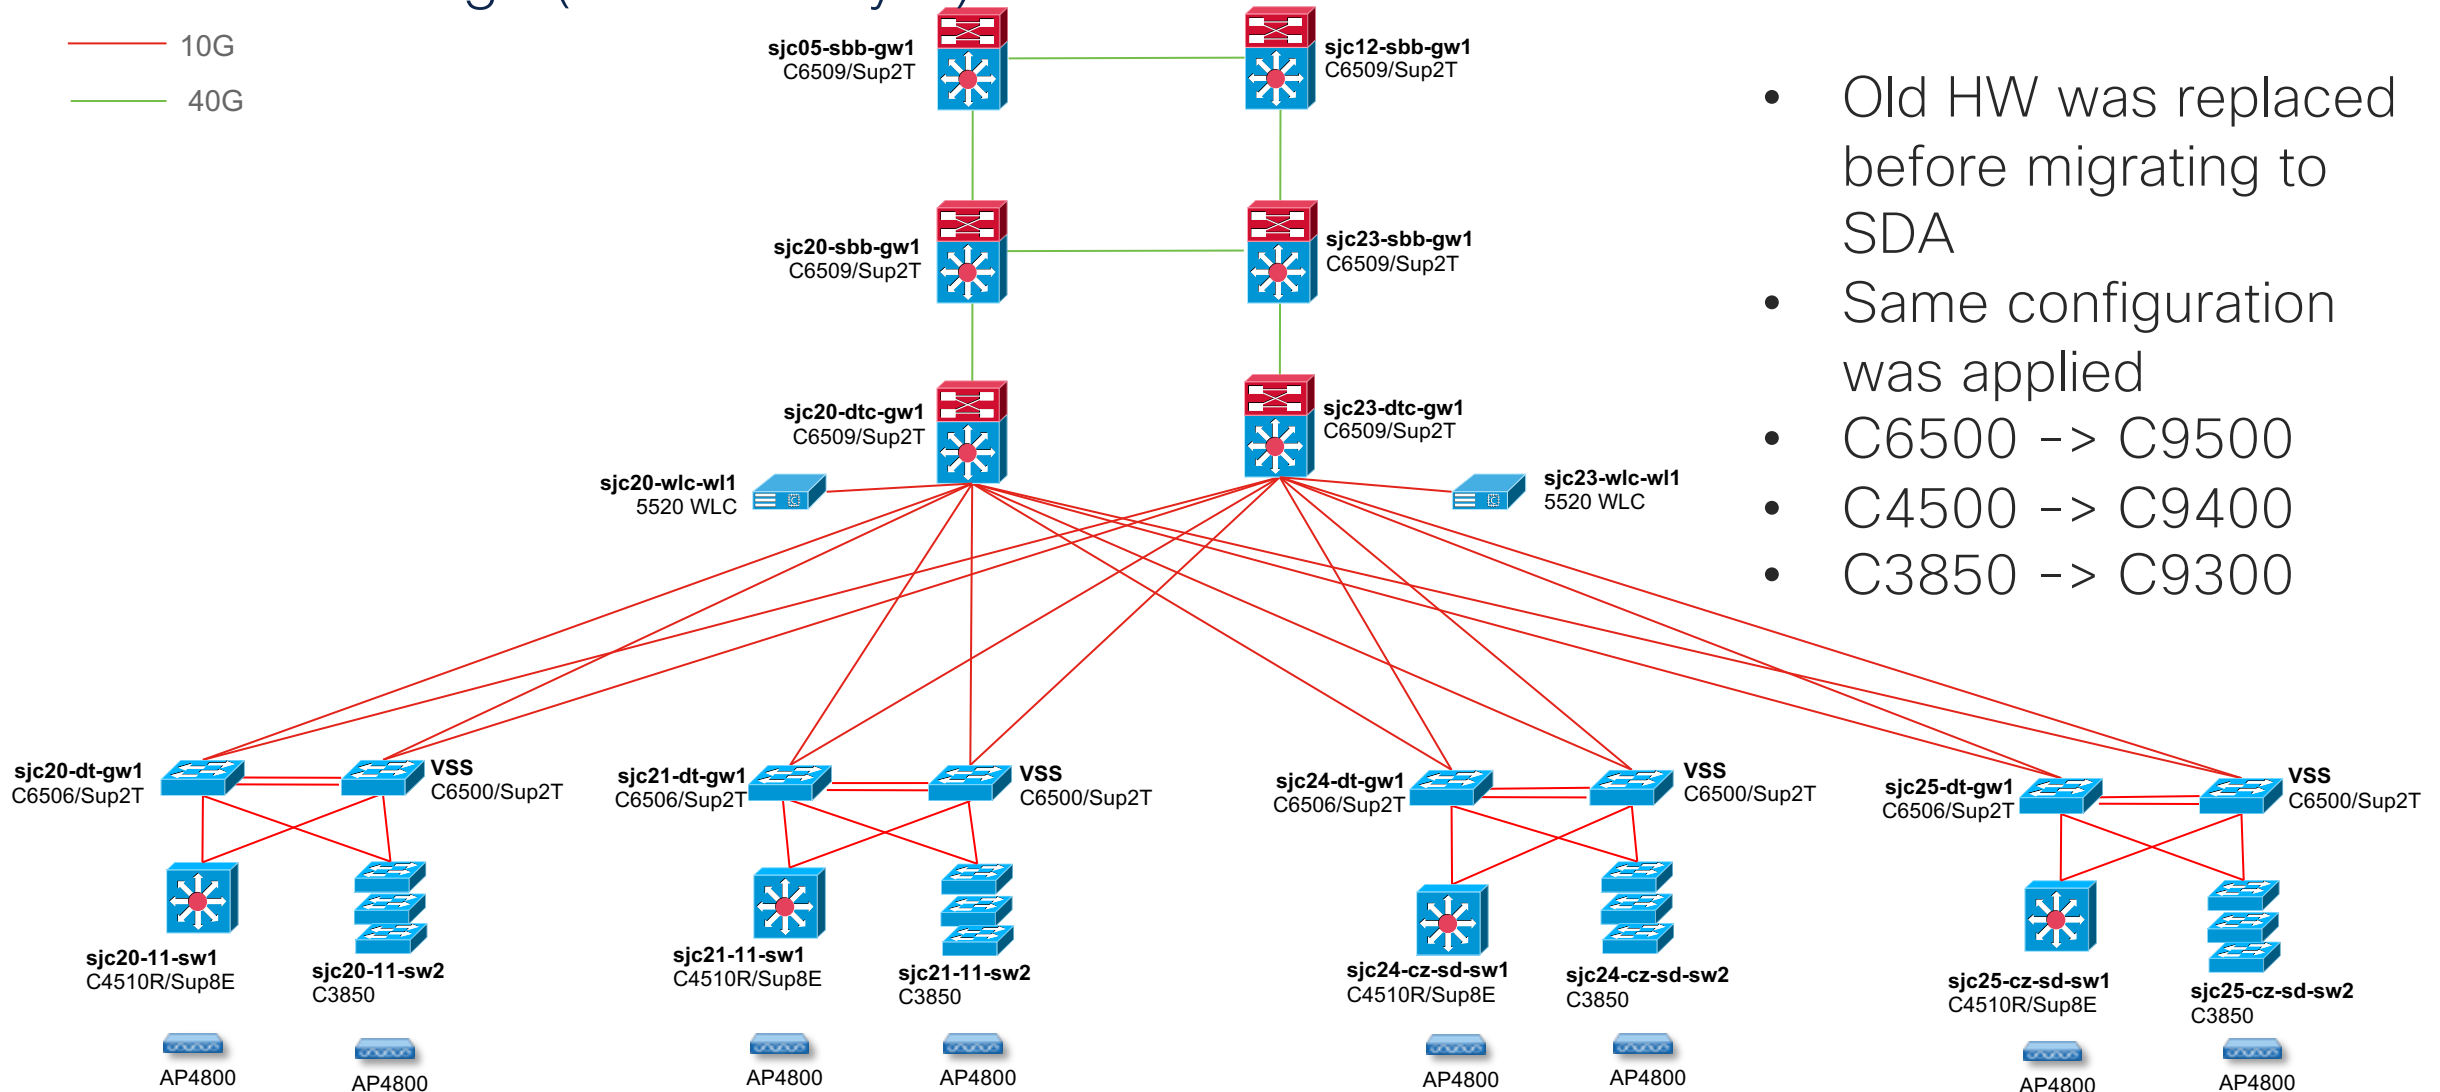 10G
40G
sjc05-sbb-gw1
C6509/Sup2T
sjc12-sbb-gw1
C6509/Sup2T
sjc20-sbb-gw1
C6509/Sup2T
sjc23-sbb-gw1
C6509/Sup2T
sjc20-dtc-gw1
C6509/Sup2T
sjc23-dtc-gw1
C6509/Sup2T
sjc20-wlc-wl1
5520 WLC
sjc23-wlc-wl1
5520 WLC
• Old HW was replaced
before migrating to
SDA
• Same configuration
was applied
• C6500 -> C9500
• C4500 -> C9400
• C3850 -> C9300
sjc20-dt-gw1
C6506/Sup2T
VSS
C6500/Sup2T
sjc21-dt-gw1
C6506/Sup2T
VSS
C6500/Sup2T
sjc24-dt-gw1
C6506/Sup2T
VSS
C6500/Sup2T
sjc25-dt-gw1
C6506/Sup2T
VSS
C6500/Sup2T
sjc20-11-sw1
C4510R/Sup8E
sjc20-11-sw2
C3850
sjc21-11-sw1
C4510R/Sup8E
sjc21-11-sw2
C3850
sjc24-cz-sd-sw1
C4510R/Sup8E
sjc24-cz-sd-sw2
C3850
sjc25-cz-sd-sw1
C4510R/Sup8E
sjc25-cz-sd-sw2
C3850
AP4800
AP4800
AP4800
AP4800
AP4800
AP4800
AP4800
AP4800